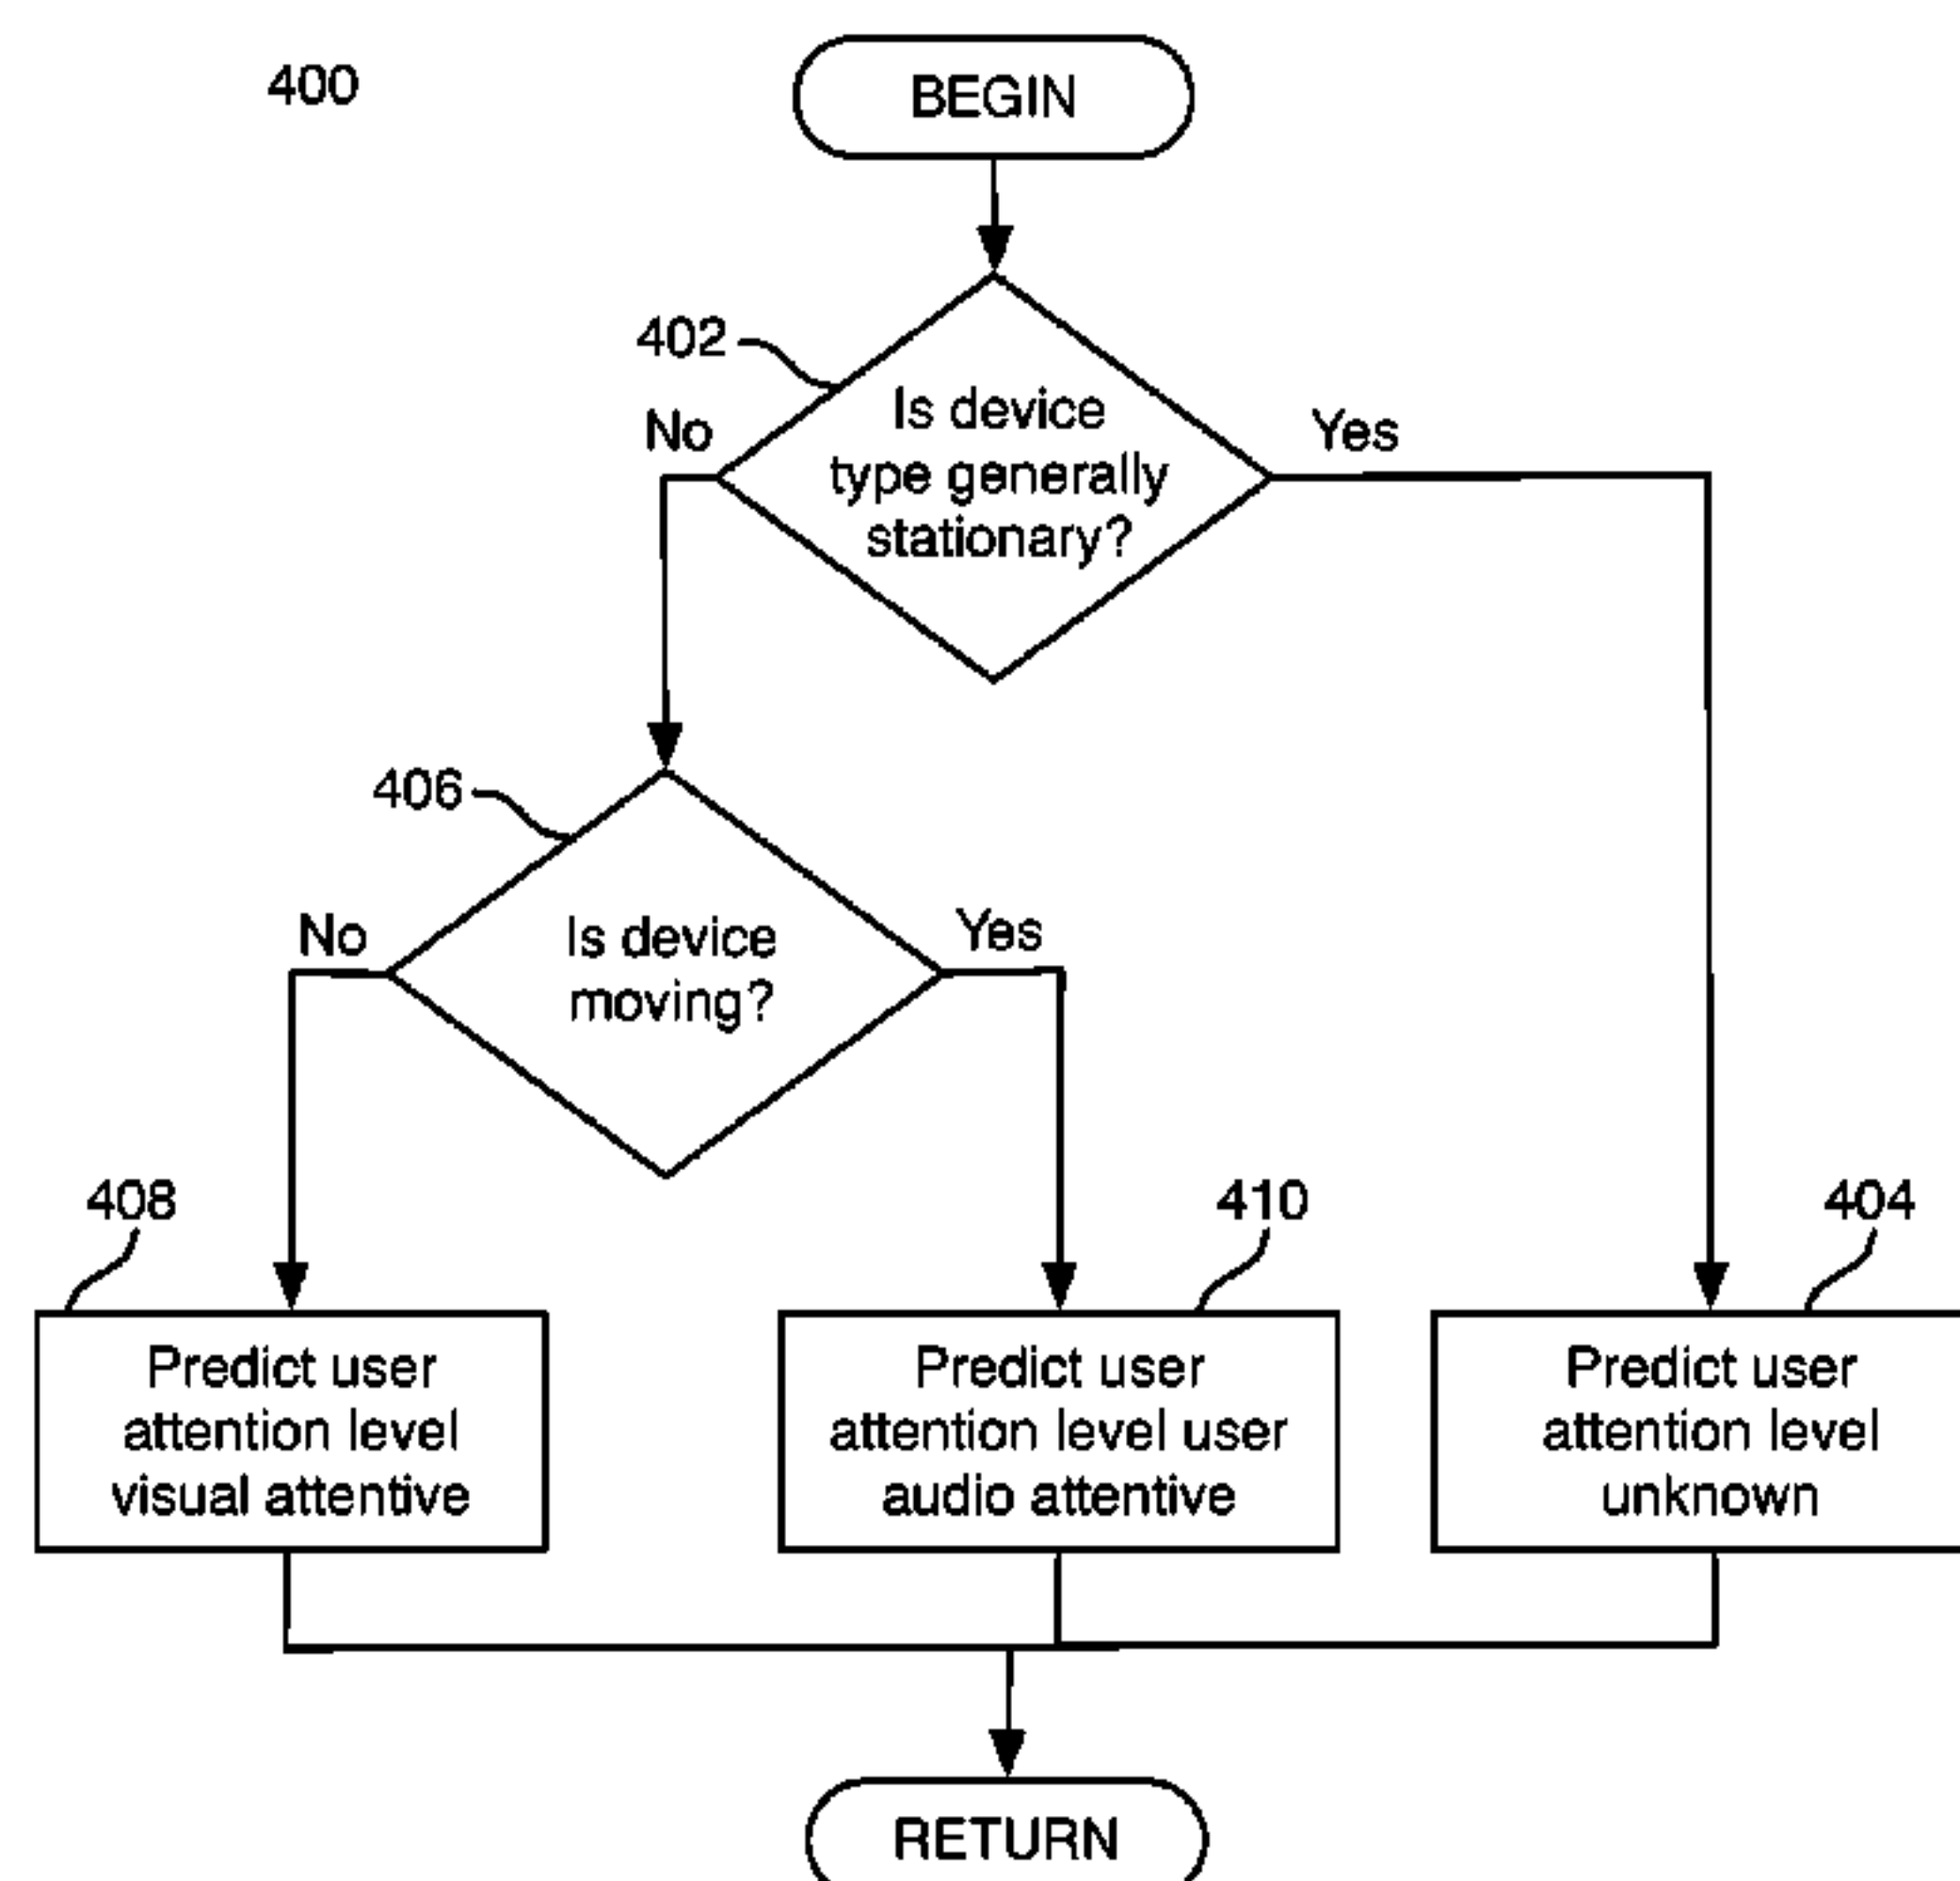 400
BEGIN
402
No
Is device
type generally
stationary?
Yes
406
No
Is device
moving?
Yes
408
Predict user
attention level
visual attentive
410
Predict user
attention level user
audio attentive
404
Predict user
attention level
unknown
RETURN